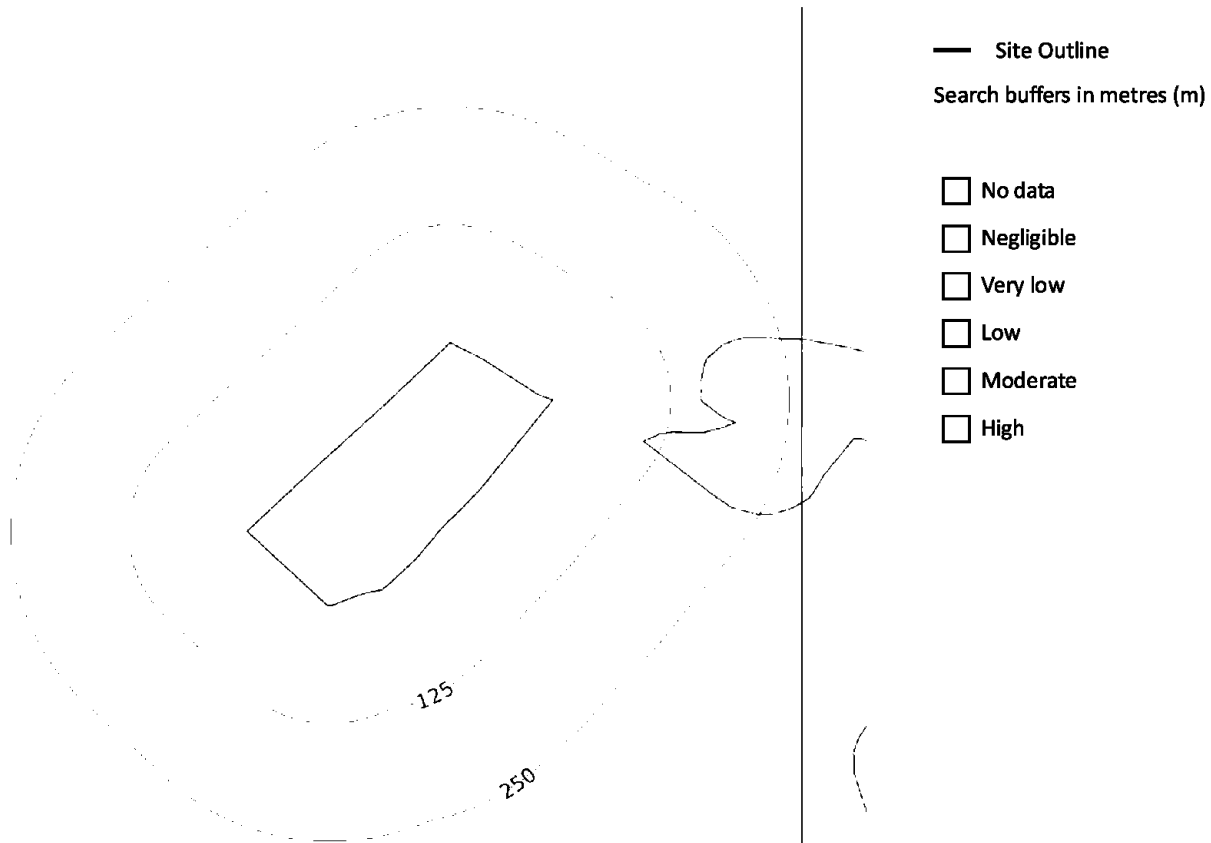 Site Outline
Search buffers in metres (m)
No data
Negligible
Very low
Low
Moderate
High
125
250